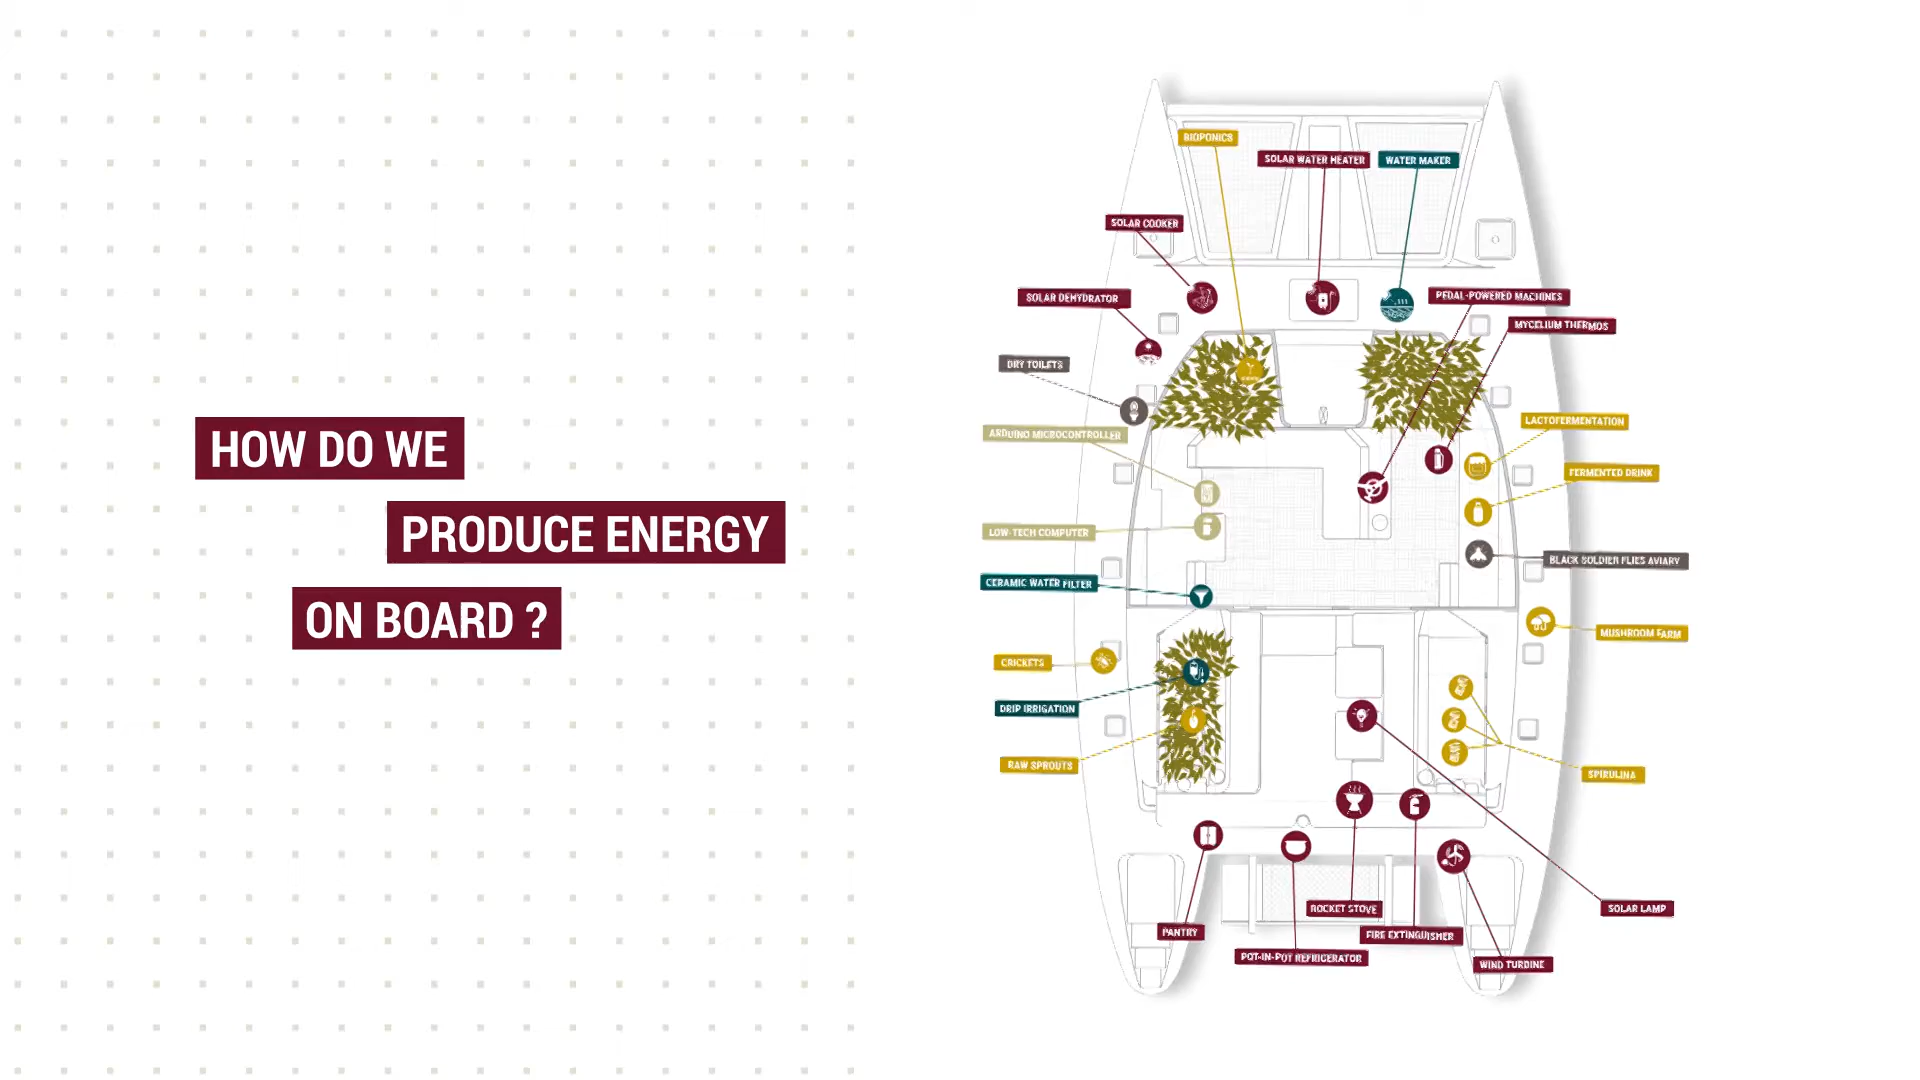 HOW DO WE
PRODUCE ENERGY
ON BOARD ?
BIOPONICS
SOLAR WATER HEATER
WATER MAKER
SOLAR COOKER
SOLAR DEHYDRATOR
PEDAL-POWERED MACHINES
MYCELIUM THERMOS
DRY TOILETS
ARDUINO MICROCONTROLLER
LACTOFERMENTATION
FERMENTED DRINK
LOW-TECH COMPUTER
BLACK SOLDIER FLIES AVIARY
CERAMIC WATER FILTER
MUSHROOM FARM
CRICKETS
DRIP IRRIGATION
RAW SPROUTS
SPIRULINA
ROCKET STOVE
SOLAR LAMP
PANTRY
FIRE EXTINGUISHER
POT-IN-POT REFRIGERATOR
WIND TURBINE